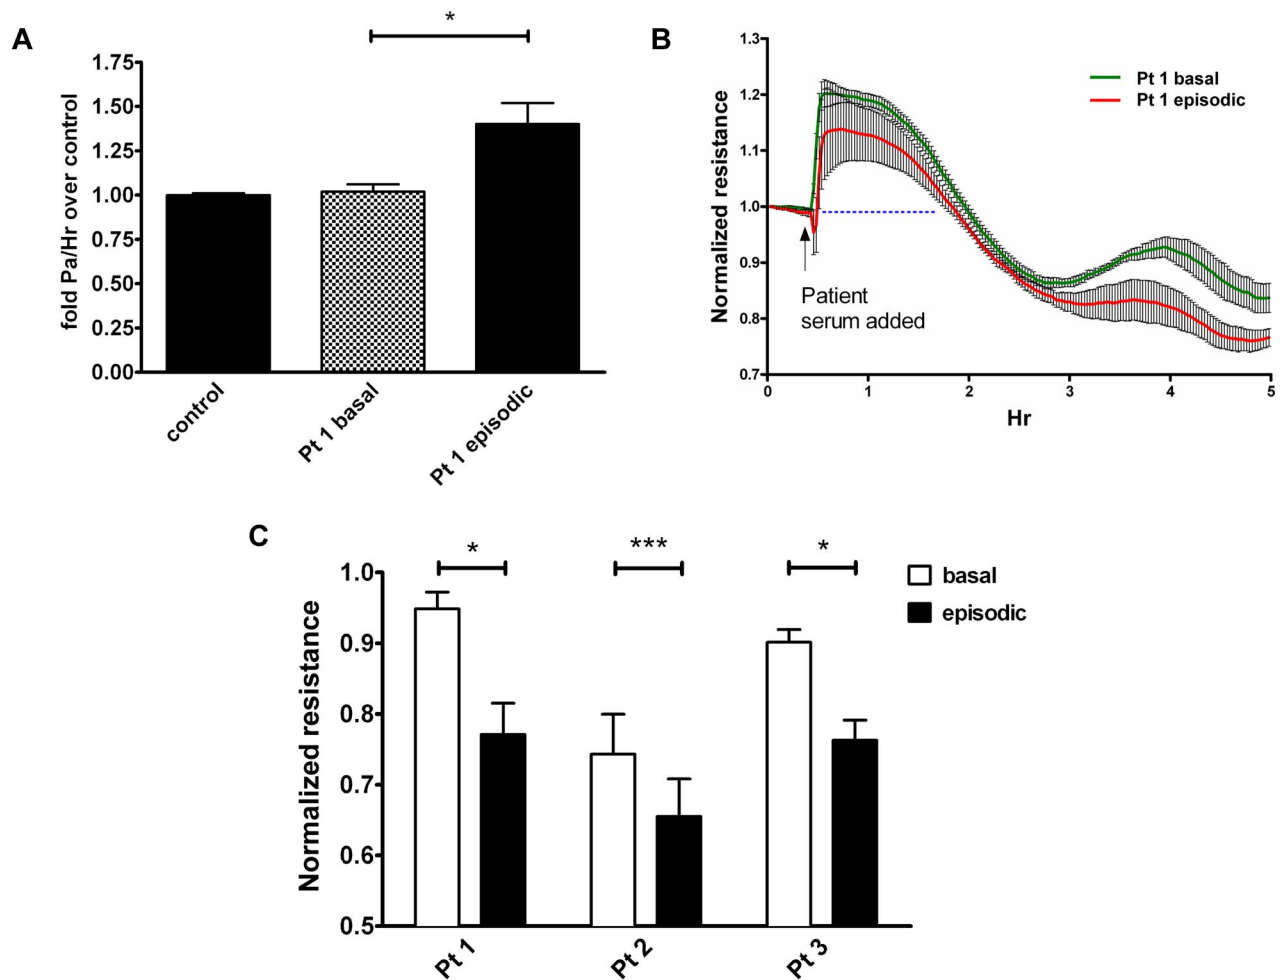 A
*
fold Pa/Hr over control
1.75
1.50
1.25
1.00
0.75
0.50
0.25
0.00
control
Pt 1 basal
Pt 1 episodic
B
Normalized resistance
1.3
1.2
1.1
1.0
0.9
0.8
0.7
Pt 1 basal
Pt 1 episodic
Patient
serum added
0 1 2 3 4 5
Hr
C
* *** *
Normalized resistance
1.0
0.9
0.8
0.7
0.6
0.5
basal
episodic
Pt 1
Pt 2
Pt 3